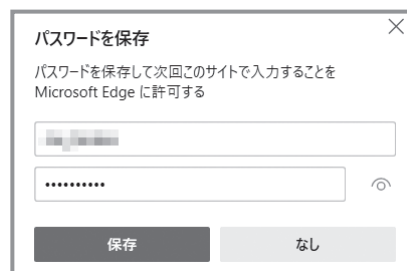 パスワードを保存
パスワードを保存して次回このサイトで入力することを
Microsoft Edge に許可する
••••••••••
保存
なし